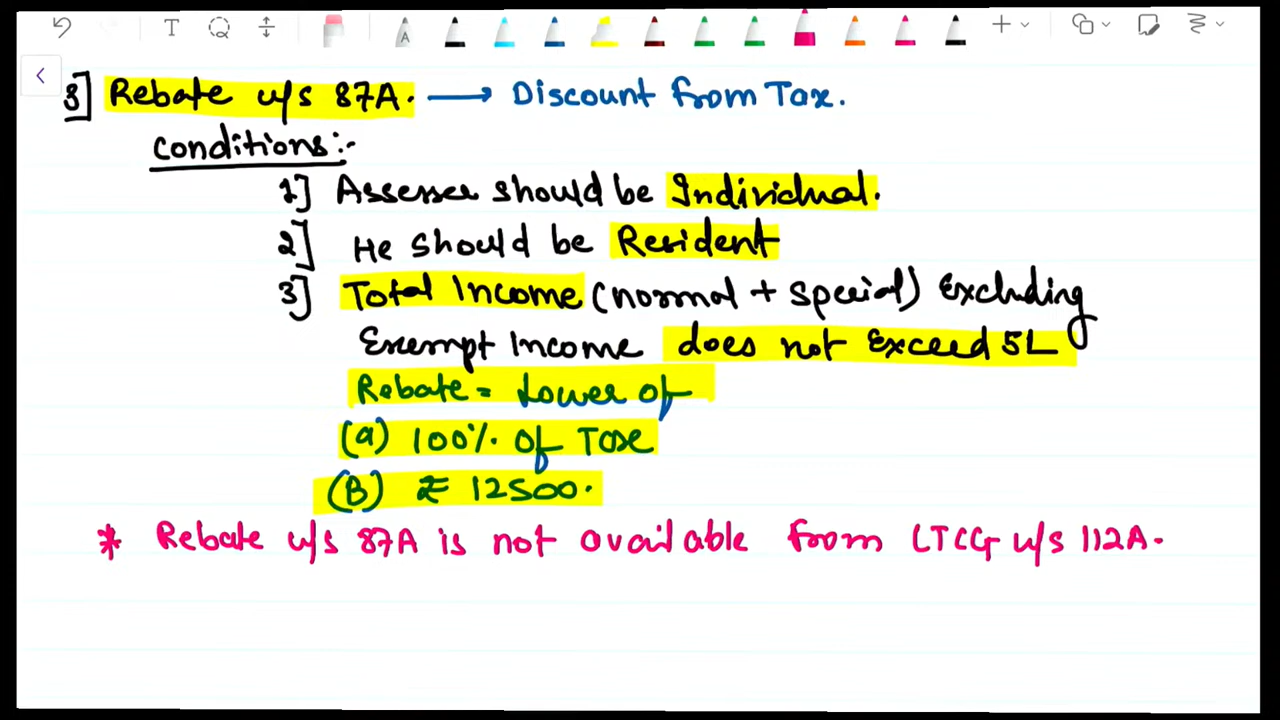 3] Rebate u/s 87A. → Discount from Tax.
Conditions:-
1] Assessee should be Individual.
2] He should be Resident
3] Total Income (normal + special) Excluding
Exempt Income does not Exceed 5L
Rebate = Lower of
(a) 100% of Tax
(B) ₹ 12500.
* Rebate u/s 87A is not available from LTCG u/s 112A.